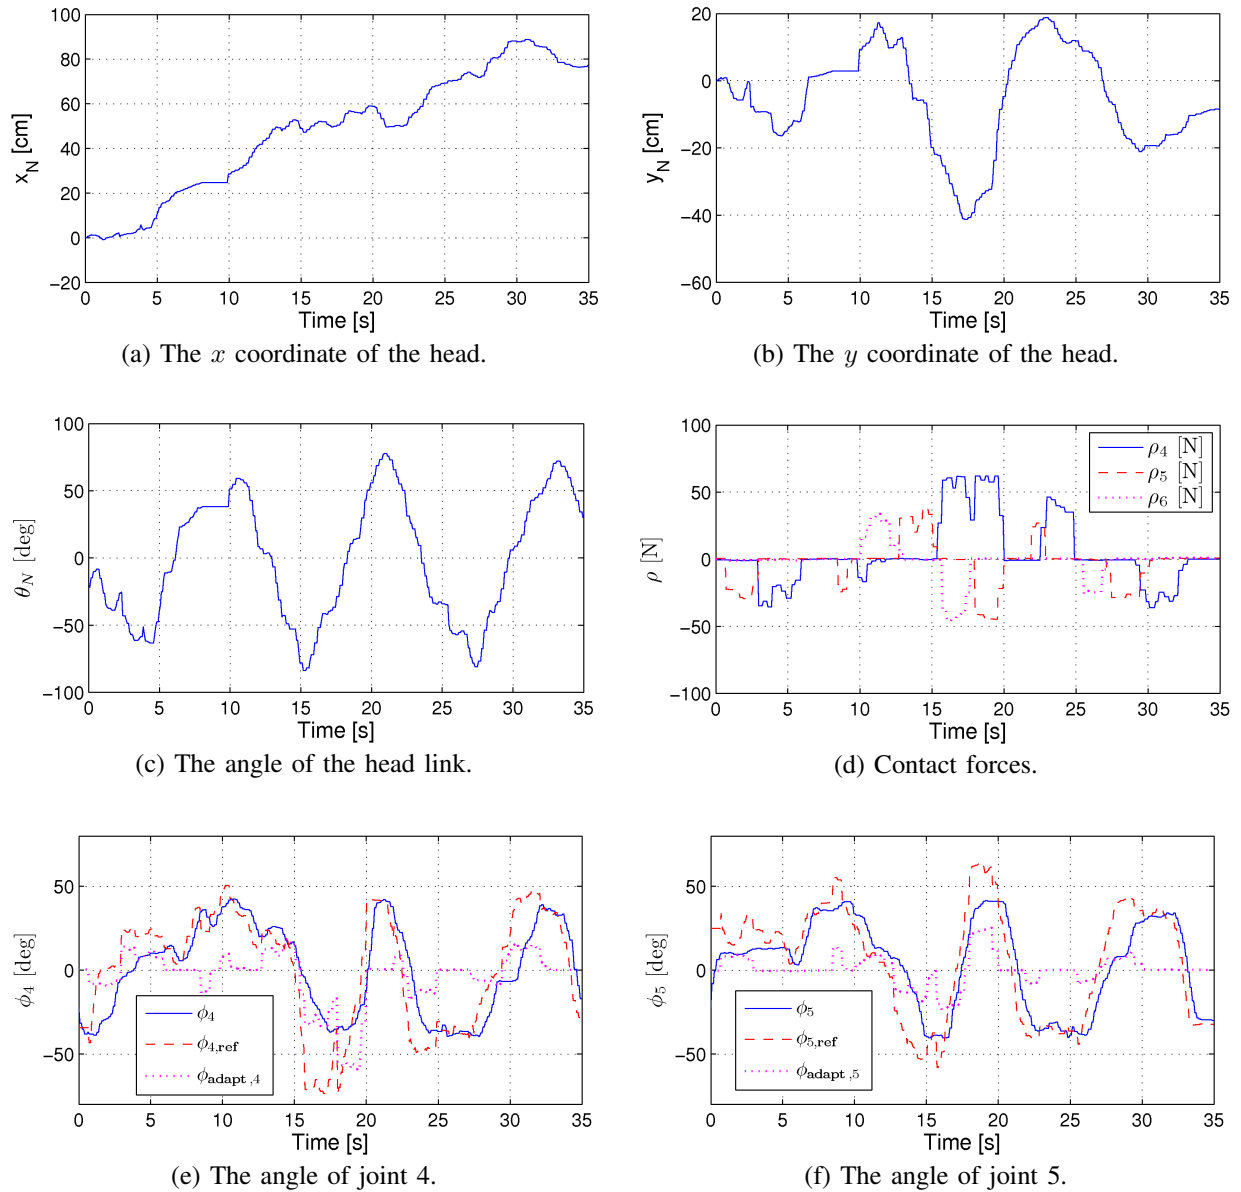 100
80
60
40
20
0
−20
0 5 10 15 20 25 30 35
x_N [cm]
Time [s]
(a) The x coordinate of the head.
20
0
−20
−40
−60
0 5 10 15 20 25 30 35
y_N [cm]
Time [s]
(b) The y coordinate of the head.
100
50
0
−50
−100
0 5 10 15 20 25 30 35
θ_N [deg]
Time [s]
(c) The angle of the head link.
100
50
0
−50
−100
0 5 10 15 20 25 30 35
ρ [N]
ρ_4 [N]
ρ_5 [N]
ρ_6 [N]
Time [s]
(d) Contact forces.
50
0
−50
0 5 10 15 20 25 30 35
ϕ_4 [deg]
ϕ_4
ϕ_4,ref
ϕ_adapt,4
Time [s]
(e) The angle of joint 4.
50
0
−50
0 5 10 15 20 25 30 35
ϕ_5 [deg]
ϕ_5
ϕ_5,ref
ϕ_adapt,5
Time [s]
(f) The angle of joint 5.